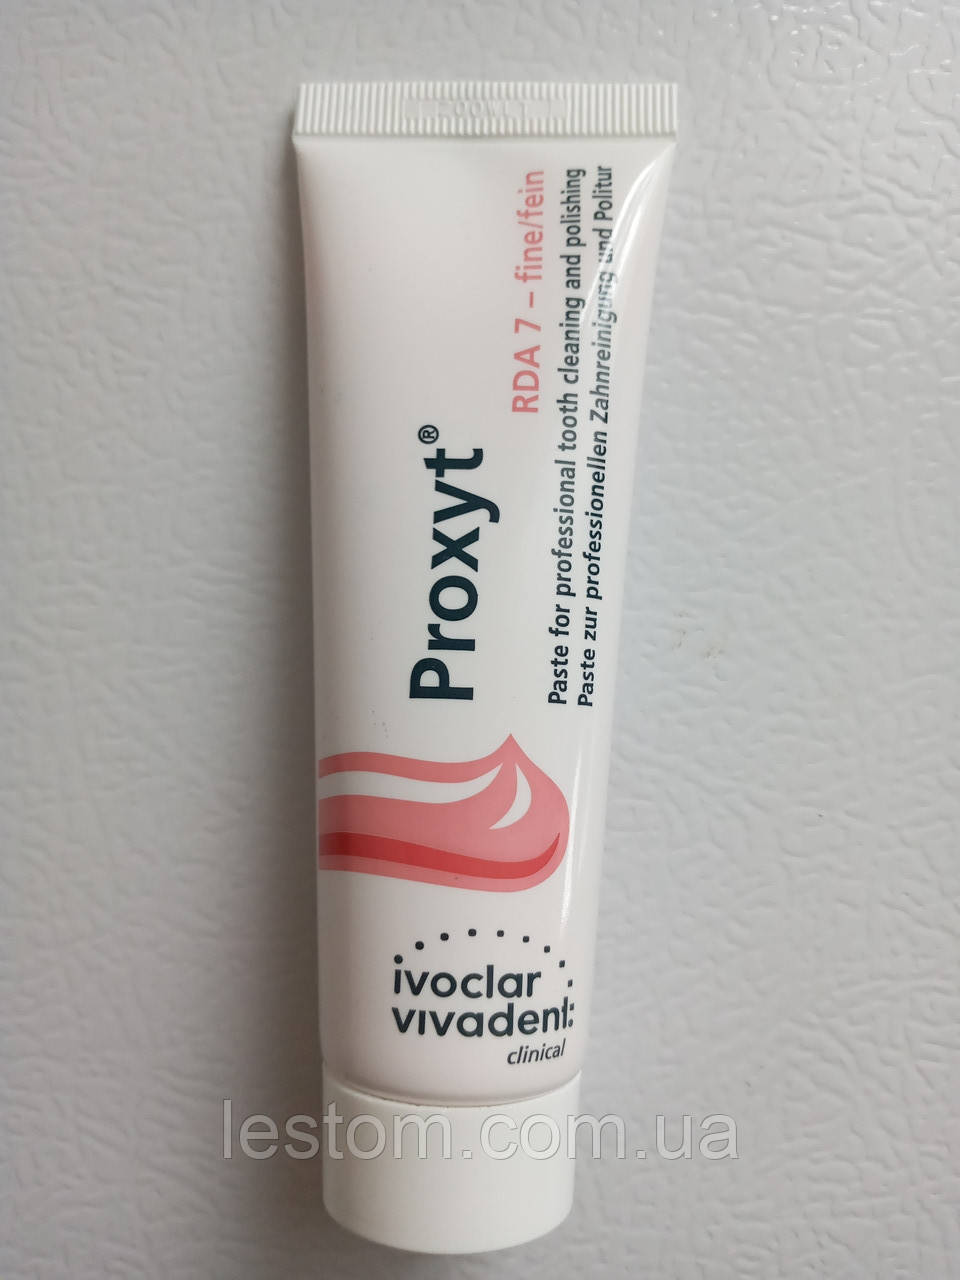 Proxyt®
RDA 7 – fine/fein
Paste for professional tooth cleaning and polishing
Paste zur professionellen Zahnreinigung und Politur
ivoclar
vivadent:
clinical
lestom.com.ua